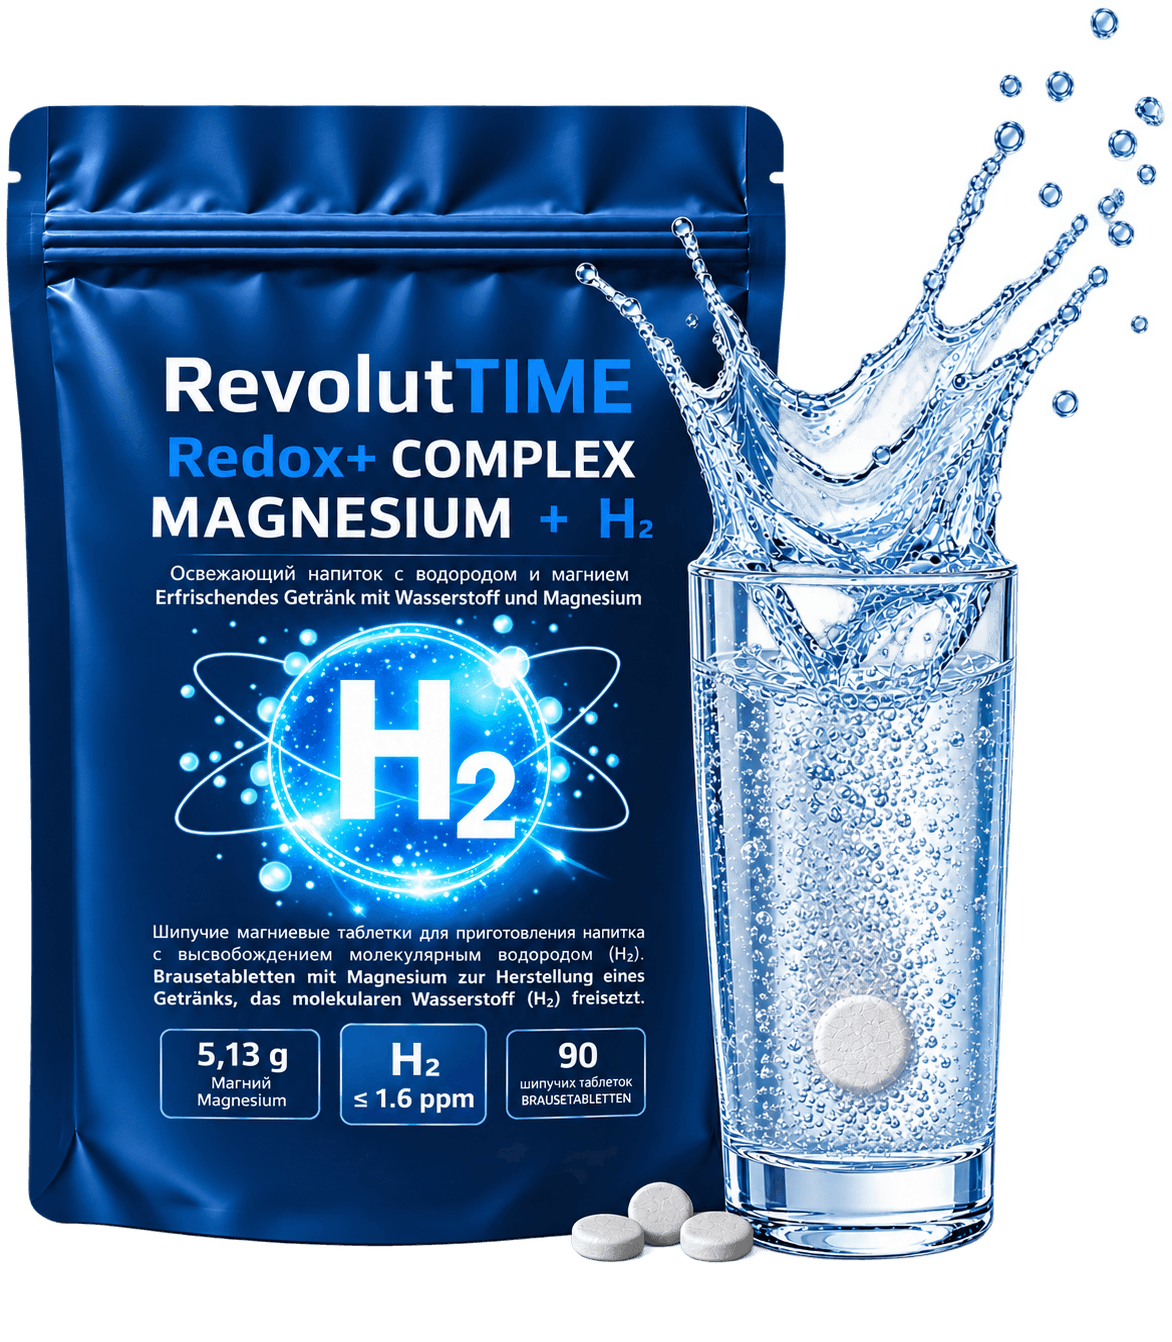 RevolutTIME
Redox+ COMPLEX
MAGNESIUM + H₂
Освежающий напиток с водородом и магнием
Erfrischendes Getränk mit Wasserstoff und Magnesium
H₂
Шипучие магниевые таблетки для приготовления напитка
с высвобождением молекулярным водородом (H₂).
Brausetabletten mit Magnesium zur Herstellung eines
Getränks, das molekularen Wasserstoff (H₂) freisetzt.
5,13 g
Магний
Magnesium
H₂
≤ 1.6 ppm
90
шипучих таблеток
BRAUSETABLETTEN